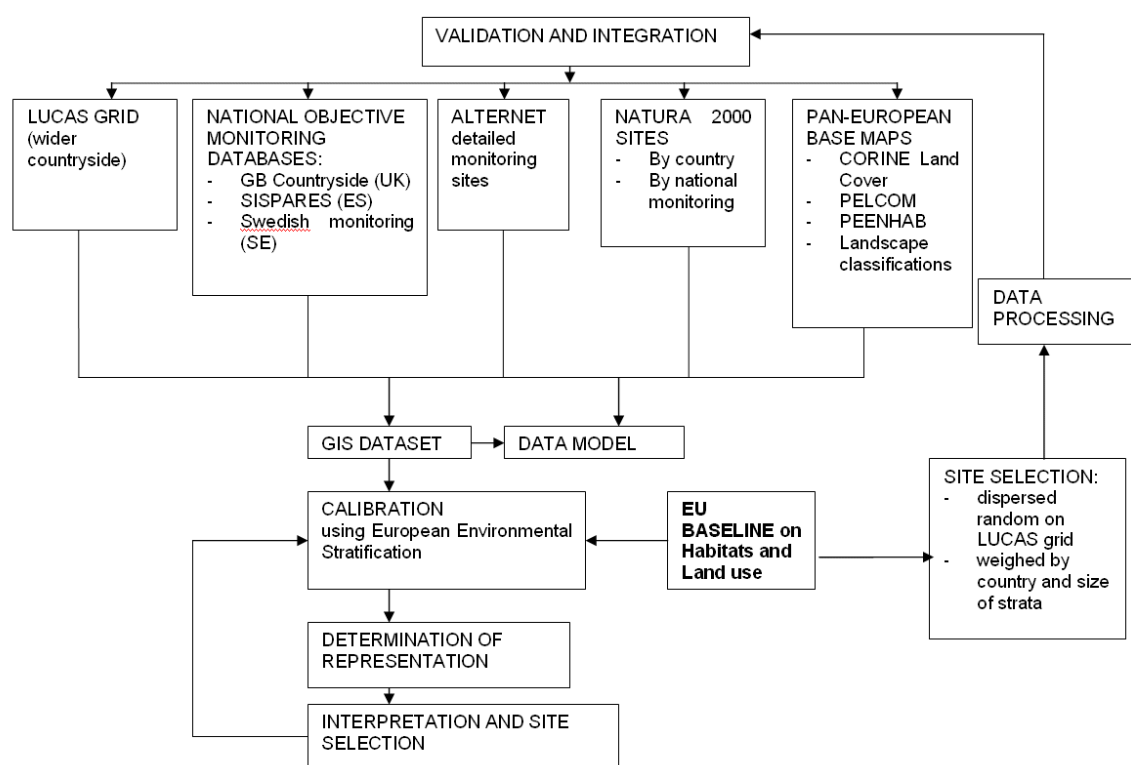 VALIDATION AND INTEGRATION
LUCAS GRID
(wider
countryside)
NATIONAL OBJECTIVE
MONITORING
DATABASES:
- GB Countryside (UK)
- SISPARES (ES)
- Swedish monitoring
(SE)
ALTERNET
detailed
monitoring
sites
NATURA 2000
SITES
- By country
- By national
monitoring
PAN-EUROPEAN
BASE MAPS
- CORINE Land
Cover
- PELCOM
- PEENHAB
- Landscape
classifications
DATA
PROCESSING
GIS DATASET
DATA MODEL
CALIBRATION
using European Environmental
Stratification
EU
BASELINE on
Habitats and
Land use
SITE SELECTION:
- dispersed
random on
LUCAS grid
- weighed by
country and size
of strata
DETERMINATION OF
REPRESENTATION
INTERPRETATION AND SITE
SELECTION